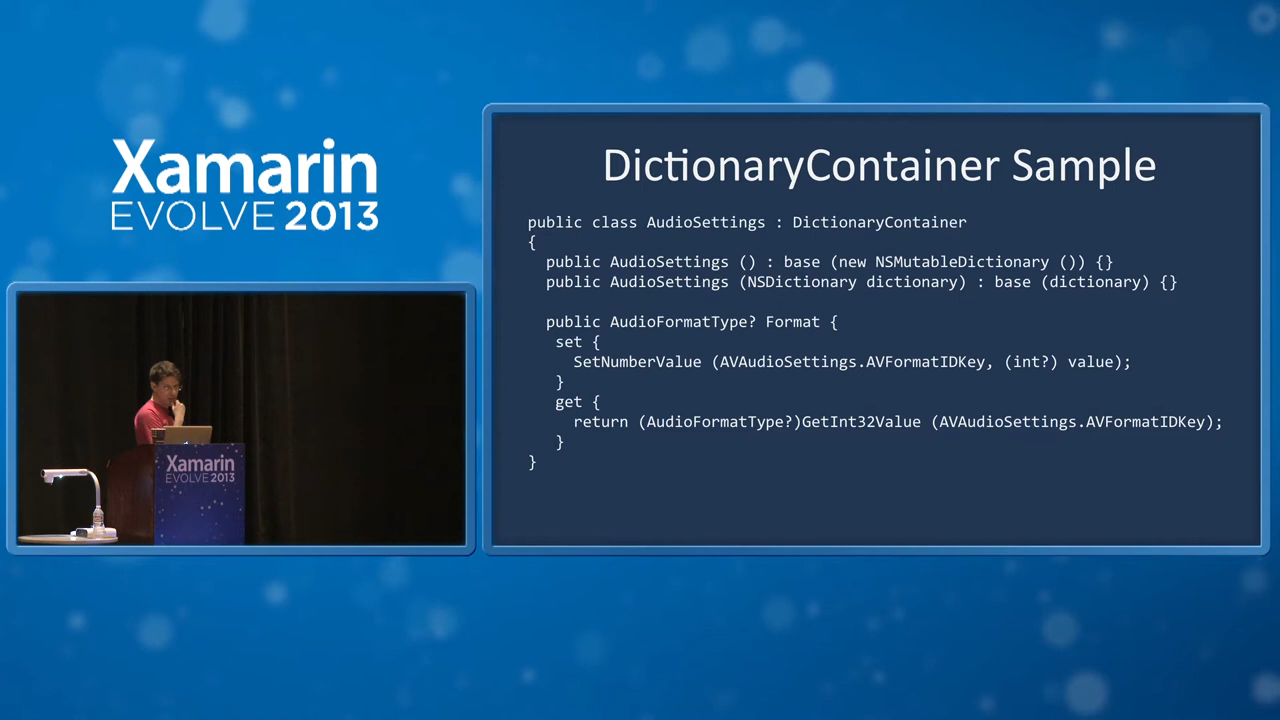 Xamarin
EVOLVE 2013
DictionaryContainer Sample
public class AudioSettings : DictionaryContainer
{
  public AudioSettings () : base (new NSMutableDictionary ()) {}
  public AudioSettings (NSDictionary dictionary) : base (dictionary) {}
  public AudioFormatType? Format {
   set {
     SetNumberValue (AVAudioSettings.AVFormatIDKey, (int?) value);
   }
   get {
     return (AudioFormatType?)GetInt32Value (AVAudioSettings.AVFormatIDKey);
   }
}
Xamarin
EVOLVE 2013